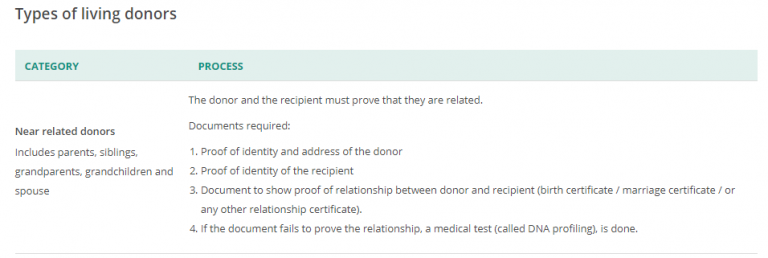 Types of living donors
CATEGORY PROCESS
The donor and the recipient must prove that they are related.
Near related donors
Includes parents, siblings,
grandparents, grandchildren and
spouse
Documents required:
1. Proof of identity and address of the donor
2. Proof of identity of the recipient
3. Document to show proof of relationship between donor and recipient (birth certificate / marriage certificate / or
any other relationship certificate).
4. If the document fails to prove the relationship, a medical test (called DNA profiling), is done.